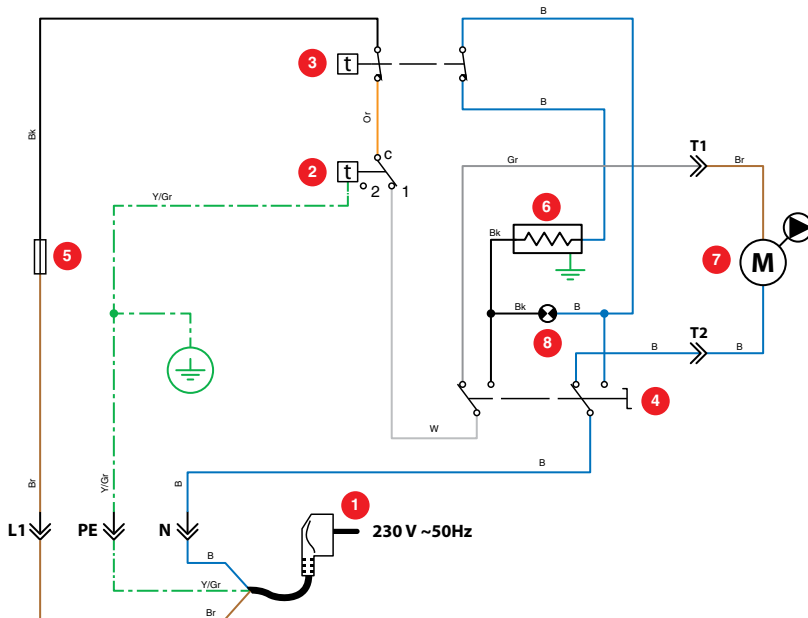 B
3
t
B
Bk
Or
T1
Gr
Br
C
2
t
2
1
Y/Gr
6
Bk
5
7
M
Bk
B
8
T2
B
B
4
W
B
Br
Y/Gr
B
1
L1
PE
N
230 V ~50Hz
B
Y/Gr
Br